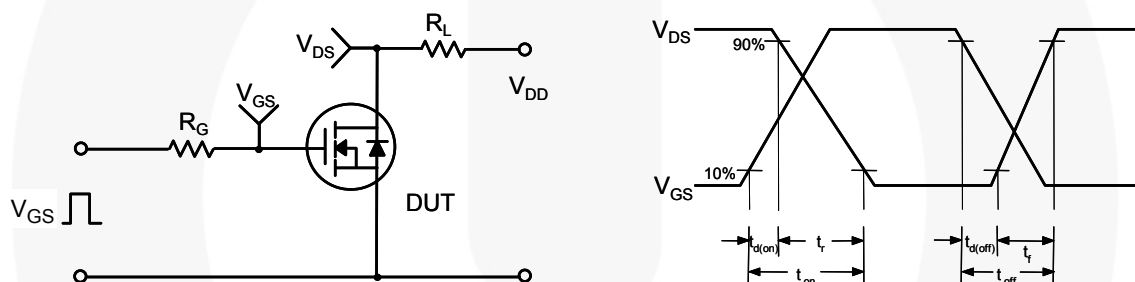 R_L
V_DS
V_DD
V_GS
R_G
V_GS
DUT
V_DS
90%
10%
V_GS
t_d(on)
t_r
t_d(off)
t_f
t_on
t_off